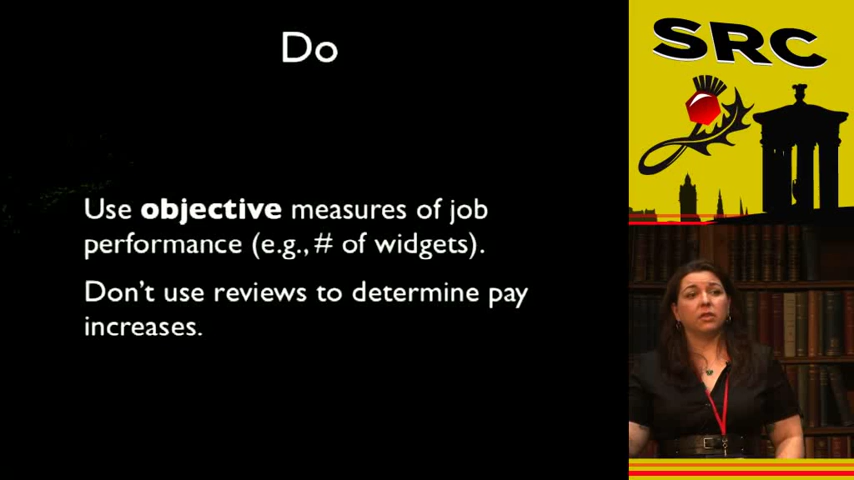 Do
Use objective measures of job
performance (e.g., # of widgets).
Don't use reviews to determine pay
increases.
SRC